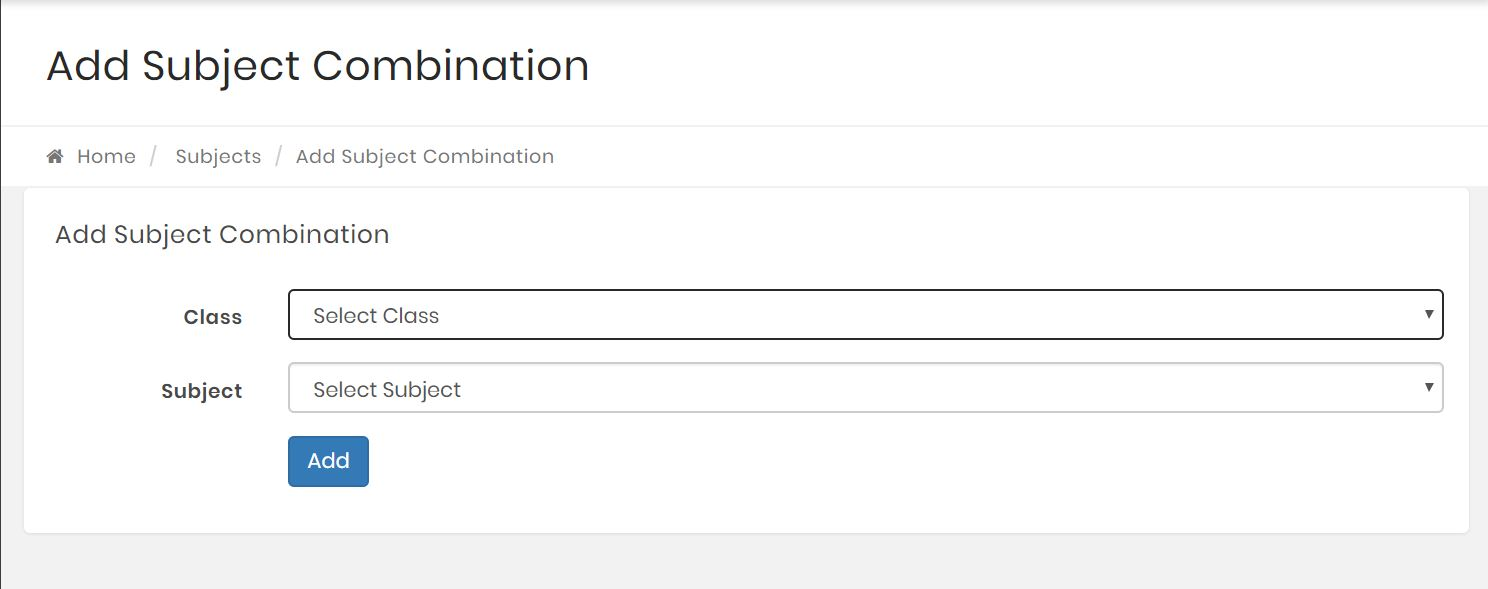 Add Subject Combination
Home / Subjects / Add Subject Combination
Add Subject Combination
Class Select Class
Subject Select Subject
Add